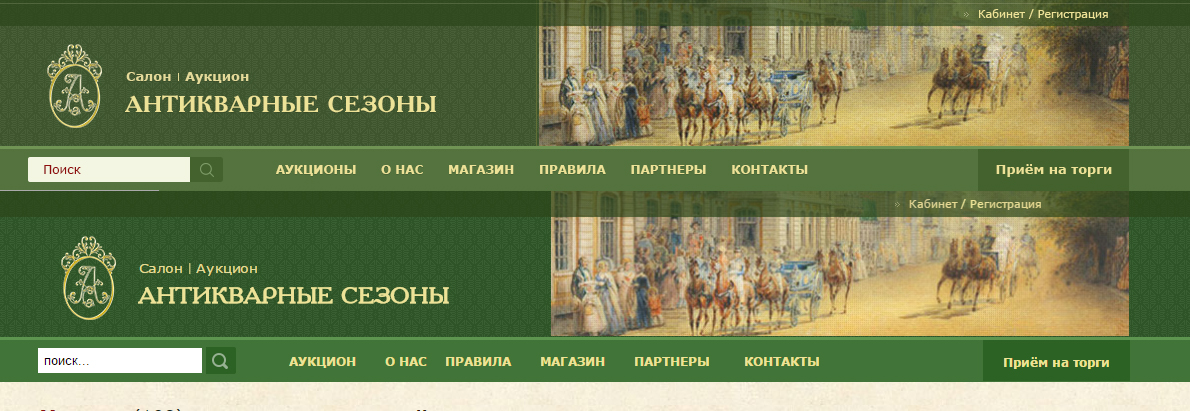 Кабинет / Регистрация
Салон | Аукцион
АНТИКВАРНЫЕ СЕЗОНЫ
Поиск
АУКЦИОНЫ О НАС МАГАЗИН ПРАВИЛА ПАРТНЕРЫ КОНТАКТЫ Приём на торги
Кабинет / Регистрация
Салон | Аукцион
АНТИКВАРНЫЕ СЕЗОНЫ
поиск... АУКЦИОН О НАС ПРАВИЛА МАГАЗИН ПАРТНЕРЫ КОНТАКТЫ Приём на торги